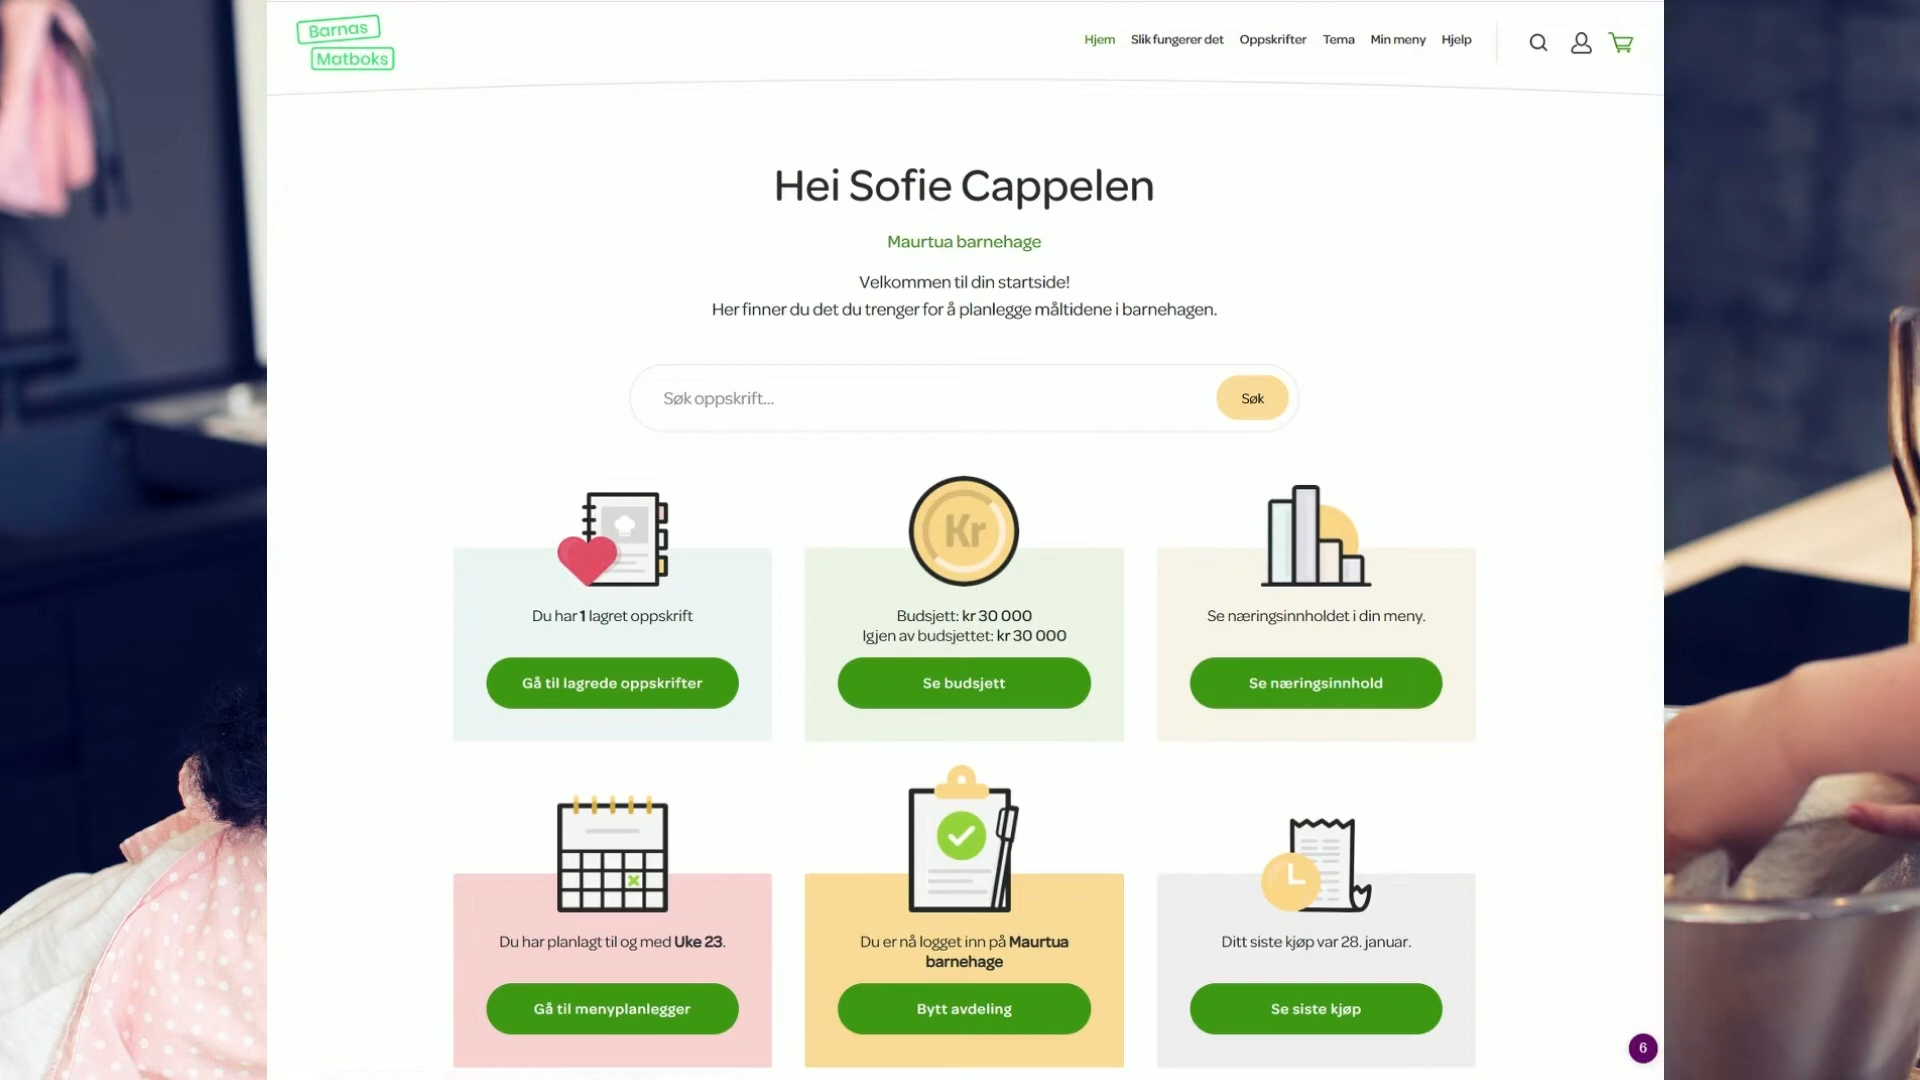 Barnas
Matboks
Hjem Slik fungerer det Oppskrifter Tema Min meny Hjelp
Hei Sofie Cappelen
Maurtua barnehage
Velkommen til din startside!
Her finner du det du trenger for å planlegge måltidene i barnehagen.
Søk oppskrift... Søk
Kr
Du har 1 lagret oppskrift
Gå til lagrede oppskrifter
Budsjett: kr 30 000
Igjen av budsjettet: kr 30 000
Se budsjett
Se næringsinnholdet i din meny.
Se næringsinnhold
Du har planlagt til og med Uke 23.
Gå til menyplanlegger
Du er nå logget inn på Maurtua
barnehage
Bytt avdeling
Ditt siste kjøp var 28. januar.
Se siste kjøp
6